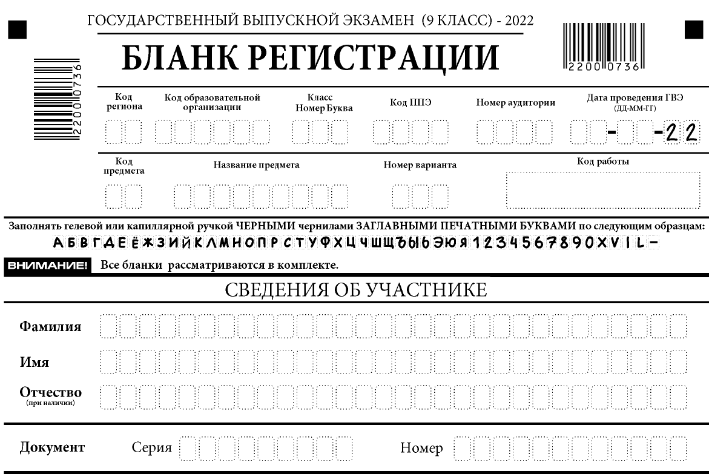 ГОСУДАРСТВЕННЫЙ ВЫПУСКНОЙ ЭКЗАМЕН (9 КЛАСС) - 2022
БЛАНК РЕГИСТРАЦИИ
22000736
22000736
Код региона
Код образовательной организации
Класс
Номер Буква
Код ППЭ
Номер аудитории
Дата проведения ГВЭ
(ДД-ММ-ГГ)
- -22
Код предмета
Название предмета
Номер варианта
Код работы
Заполнять гелевой или капиллярной ручкой ЧЕРНЫМИ чернилами ЗАГЛАВНЫМИ ПЕЧАТНЫМИ БУКВАМИ по следующим образцам:
АБВГДЕЁЖЗИЙКЛМНОПРСТУФХЦЧШЩЪЫЬЭЮЯ1234567890XVIL-
ВНИМАНИЕ! Все бланки рассматриваются в комплекте.
СВЕДЕНИЯ ОБ УЧАСТНИКЕ
Фамилия
Имя
Отчество
(при наличии)
Документ Серия Номер